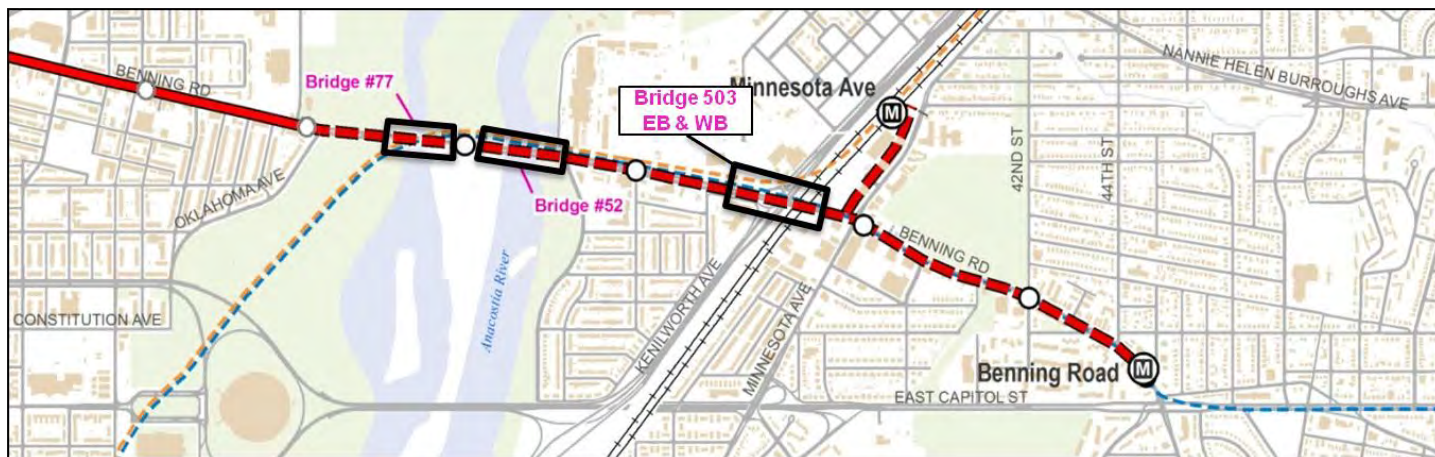 BENNING RD
Bridge #77
OKLAHOMA AVE
CONSTITUTION AVE
Anacostia River
Bridge #52
Bridge 503
EB & WB
Minnesota Ave
M
NANNIE HELEN BURROUGHS AVE
42ND ST
44TH ST
KENILWORTH AVE
MINNESOTA AVE
BENNING RD
Benning Road
M
EAST CAPITOL ST